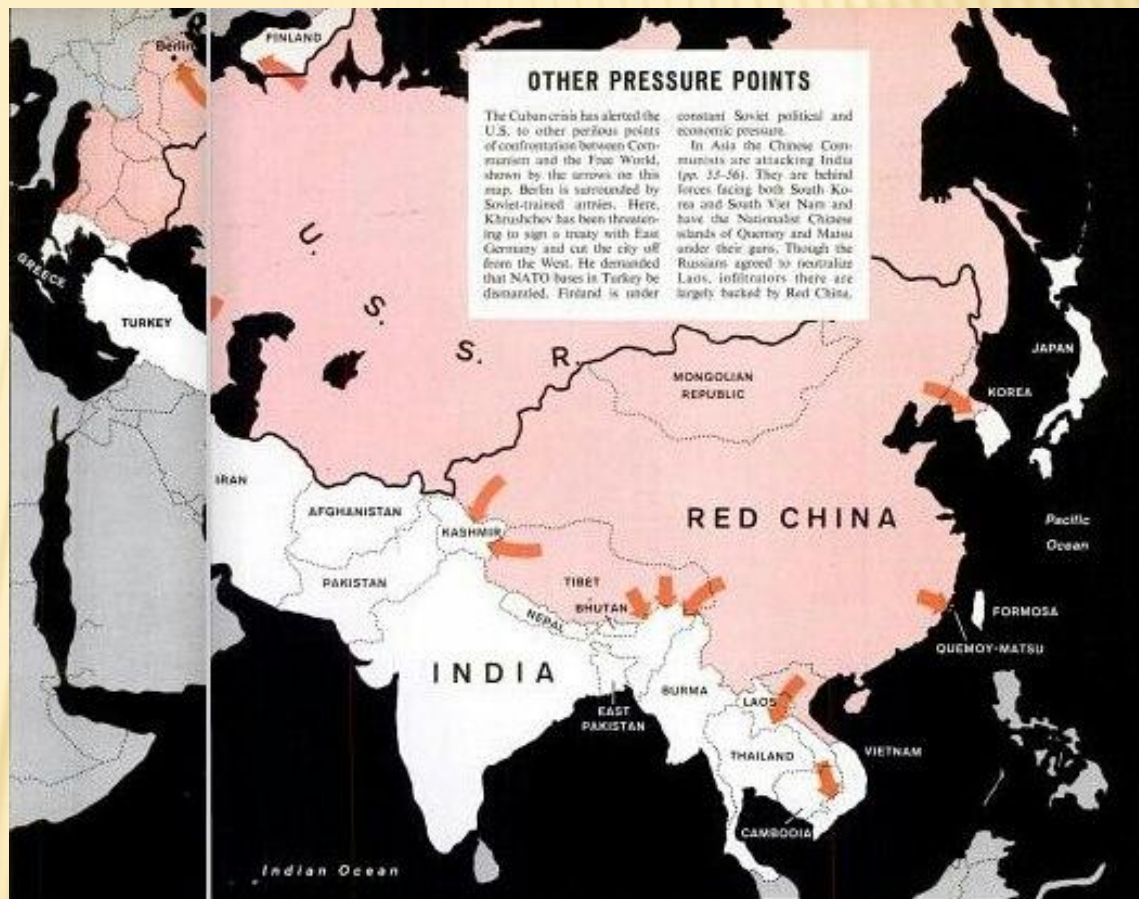 OTHER PRESSURE POINTS
The Cuban crisis has alerted the
U.S. to other perilous points
of confrontation between Com-
munism and the Free World,
shown by the arrows on this
map. Berlin is surrounded by
Soviet-trained armies. Here,
Khrushchev has been threaten-
ing to sign a treaty with East
Germany and cut the city off
from the West. He demanded
that NATO bases in Turkey be
dismantled. Finland is under
constant Soviet political and
economic pressure.
In Asia the Chinese Com-
munists are attacking India
(pp. 35-36). They are behind
forces facing both South Ko-
rea and South Viet Nam and
have the Nationalist Chinese
islands of Quemoy and Matsu
under their guns. Though the
Russians agreed to neutralize
Laos, infiltrators there are
largely backed by Red China.
Berlin
FINLAND
GREECE
TURKEY
U.
S.
S.
R.
MONGOLIAN
REPUBLIC
JAPAN
KOREA
IRAN
AFGHANISTAN
KASHMIR
RED CHINA
Pacific
Ocean
PAKISTAN
TIBET
BHUTAN
NEPAL
FORMOSA
QUEMOY-MATSU
INDIA
BURMA
LAOS
EAST
PAKISTAN
THAILAND
VIETNAM
CAMBODIA
Indian Ocean